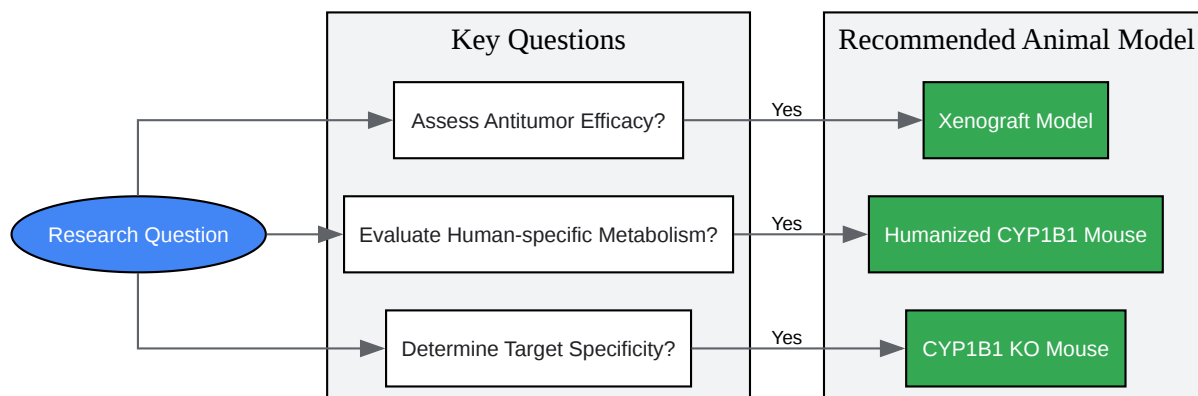 Key Questions
Recommended Animal Model
Assess Antitumor Efficacy?
Yes
Xenograft Model
Research Question
Evaluate Human-specific Metabolism?
Yes
Humanized CYP1B1 Mouse
Determine Target Specificity?
Yes
CYP1B1 KO Mouse